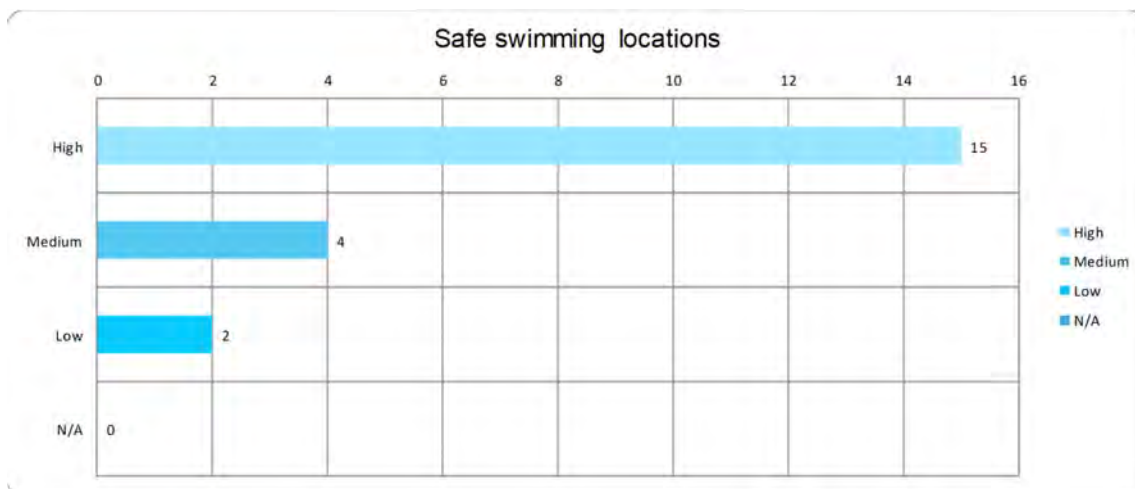 Safe swimming locations
0 2 4 6 8 10 12 14 16
High 15
Medium 4
Low 2
N/A 0
High
Medium
Low
N/A